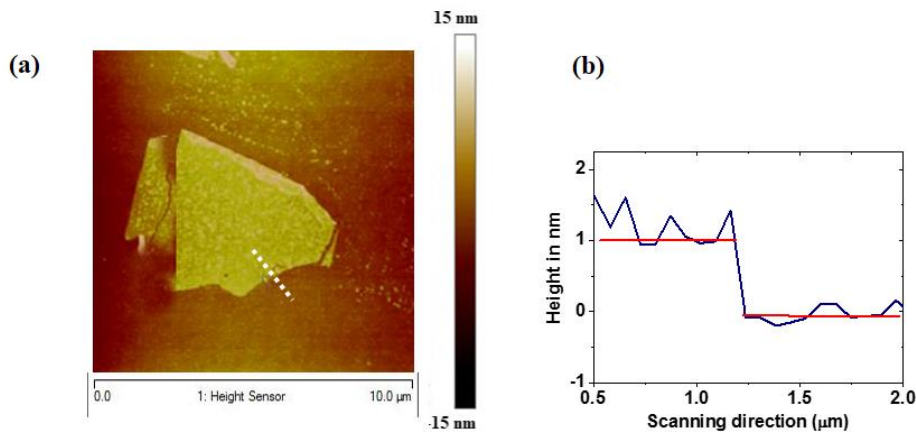 15 nm
(a)
-15 nm
0.0 1: Height Sensor 10.0 µm
(b)
2
1
0
-1
Height in nm
0.5 1.0 1.5 2.0
Scanning direction (µm)